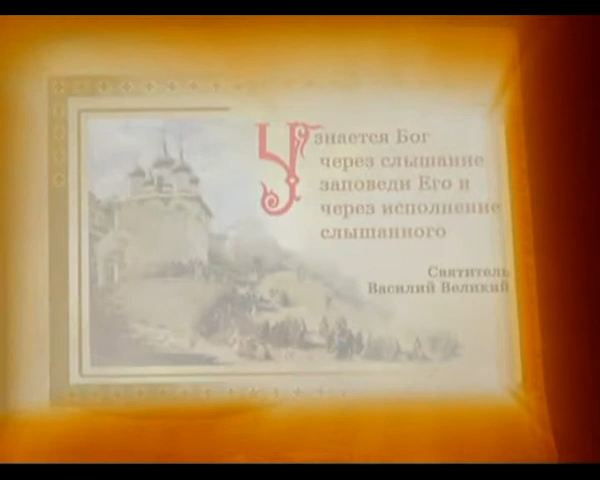 Узнается Бог
через слышание
заповеди Его и
через исполнение
слышанного
Святитель
Василий Великий